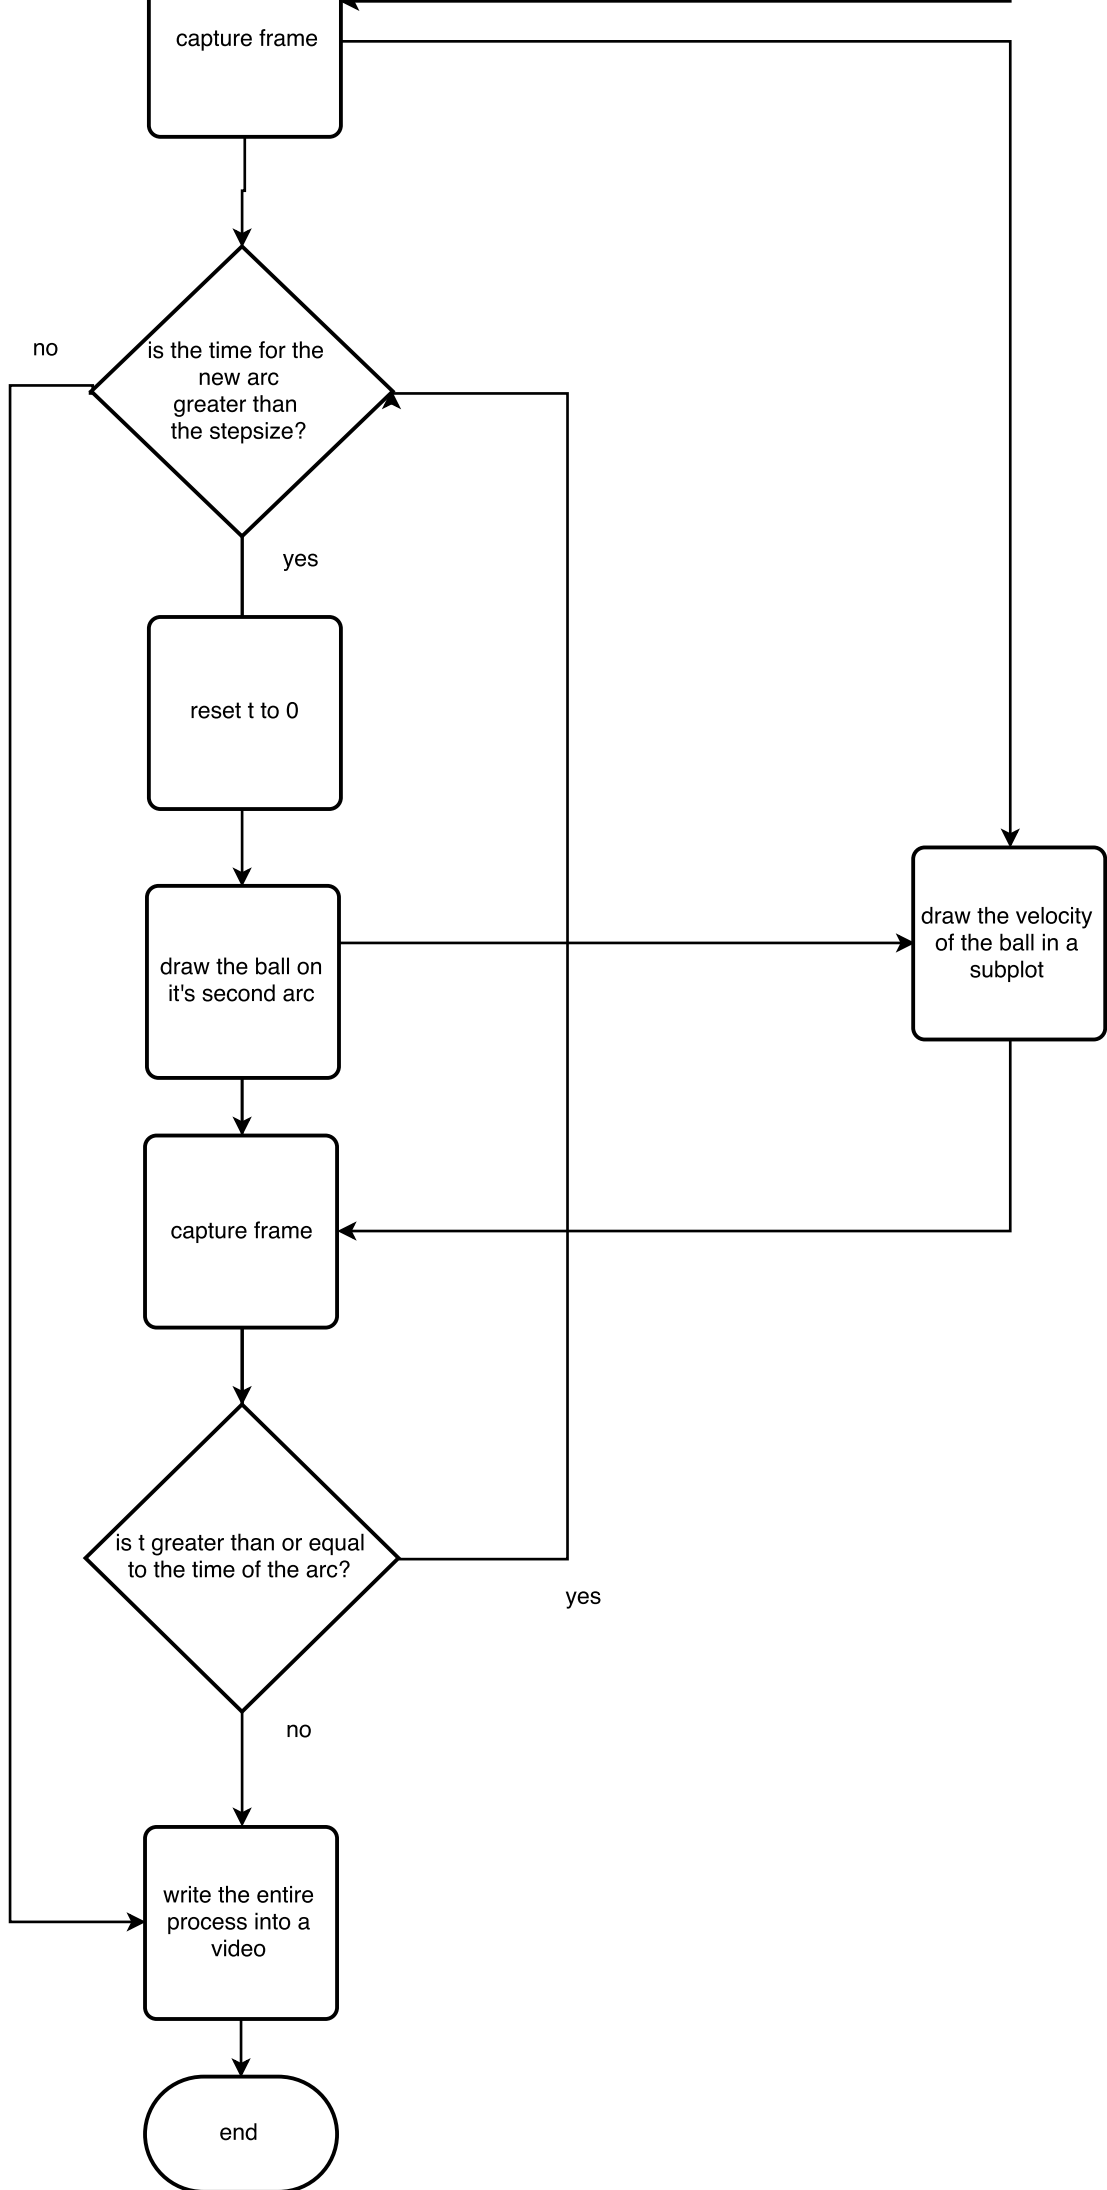 capture frame
no
is the time for the
new arc
greater than
the stepsize?
yes
reset t to 0
draw the velocity
of the ball in a
subplot
draw the ball on
it's second arc
capture frame
is t greater than or equal
to the time of the arc?
yes
no
write the entire
process into a
video
end